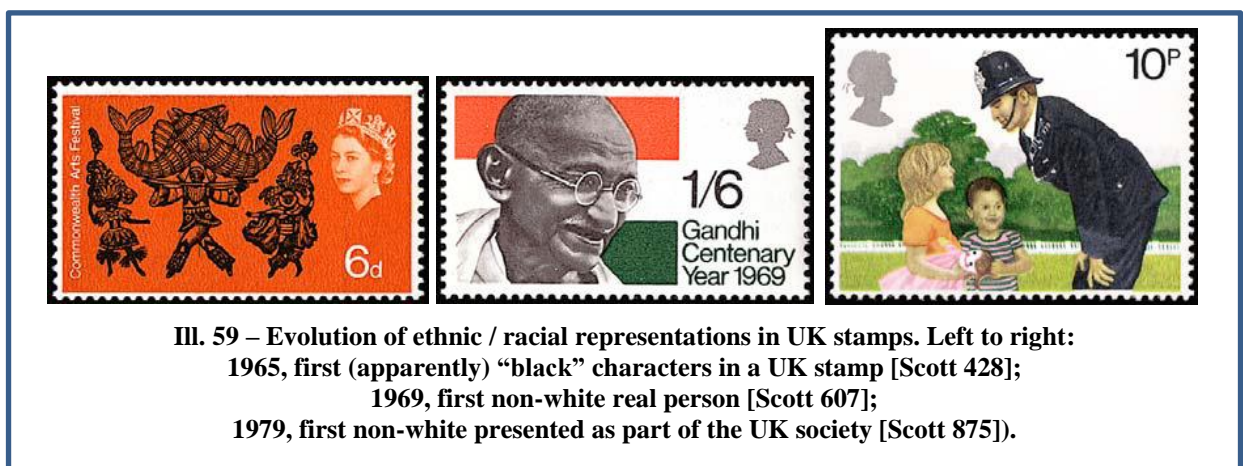 Commonwealth Arts Festival
6d
1/6
Gandhi
Centenary
Year 1969
10P
Ill. 59 – Evolution of ethnic / racial representations in UK stamps. Left to right:
1965, first (apparently) “black” characters in a UK stamp [Scott 428];
1969, first non-white real person [Scott 607];
1979, first non-white presented as part of the UK society [Scott 875]).